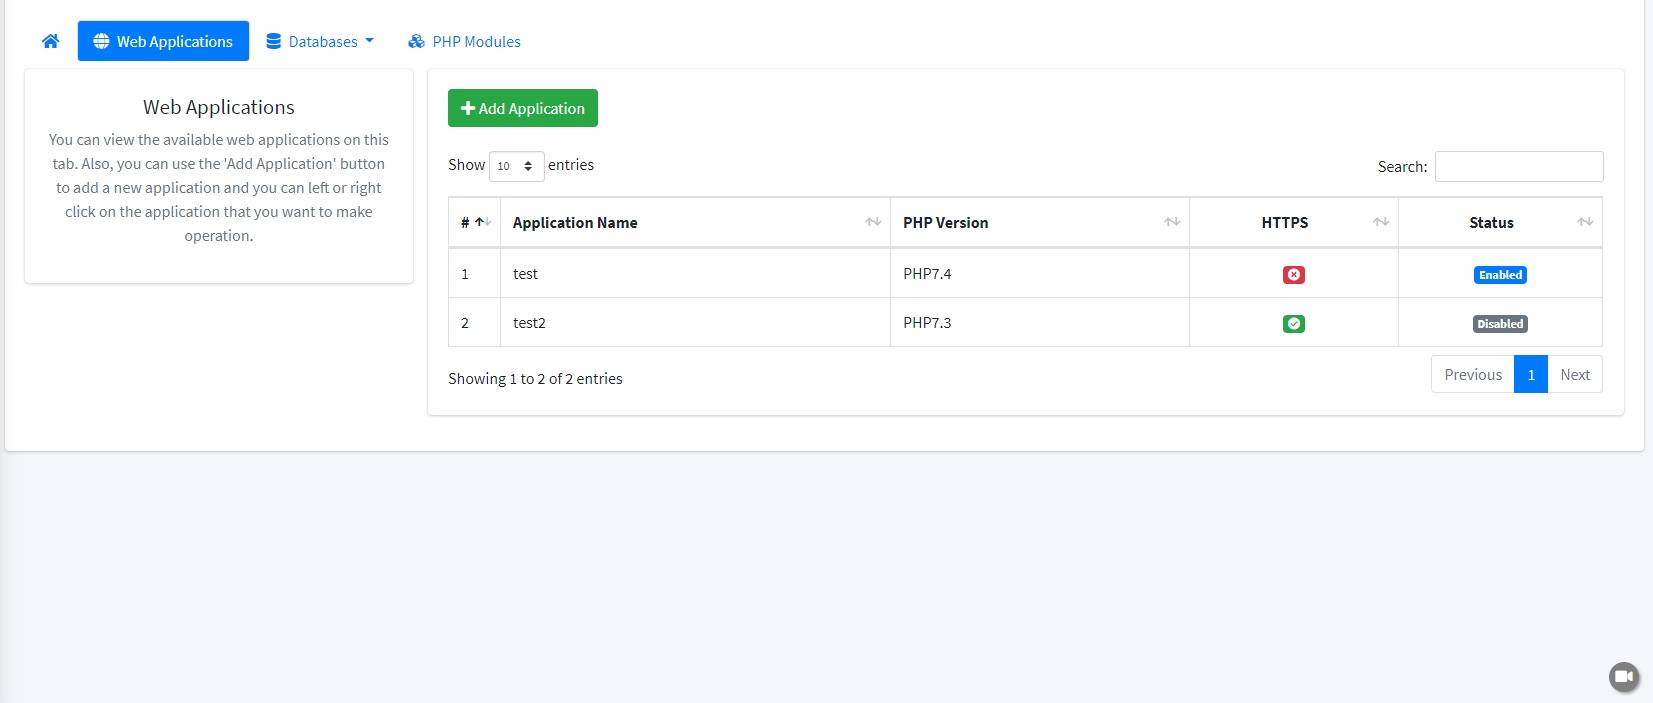 Web Applications Databases PHP Modules
Web Applications
You can view the available web applications on this
tab. Also, you can use the 'Add Application' button
to add a new application and you can left or right
click on the application that you want to make
operation.
Add Application
Show 10 entries Search:
# Application Name PHP Version HTTPS Status
1 test PHP7.4 Enabled
2 test2 PHP7.3 Disabled
Showing 1 to 2 of 2 entries Previous 1 Next